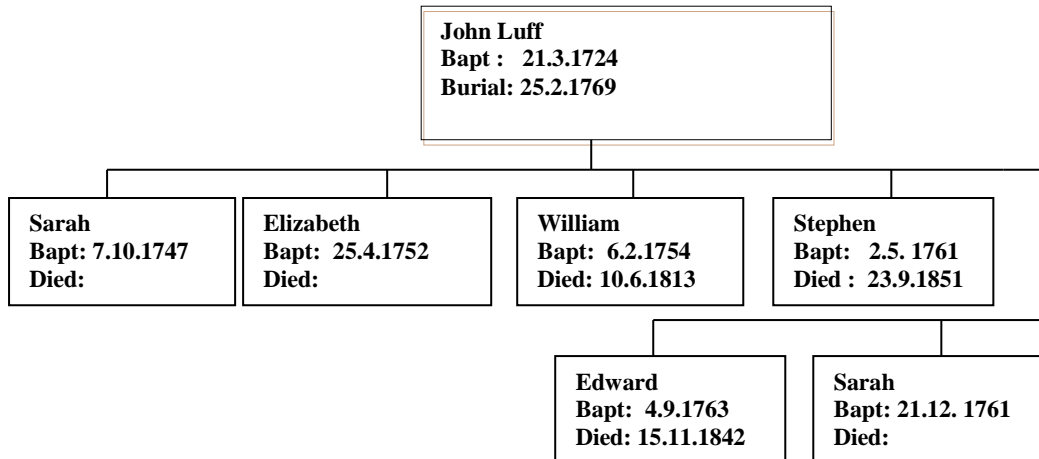 John Luff
Bapt :   21.3.1724
Burial: 25.2.1769
Sarah
Bapt: 7.10.1747
Died:
Elizabeth
Bapt:  25.4.1752
Died:
William
Bapt:  6.2.1754
Died: 10.6.1813
Stephen
Bapt:   2.5. 1761
Died :  23.9.1851
Edward
Bapt:  4.9.1763
Died: 15.11.1842
Sarah
Bapt: 21.12. 1761
Died: